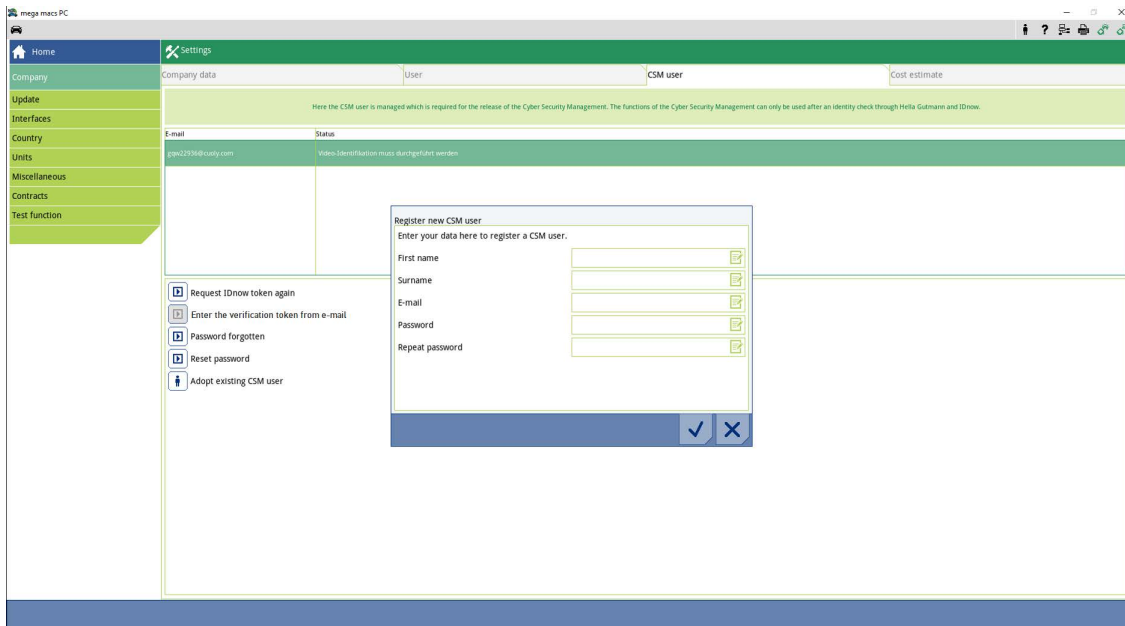 mega macs PC
Home
Settings
Company
Company data
User
CSM user
Cost estimate
Update
Interfaces
Country
Units
Miscellaneous
Contracts
Test function
Here the CSM user is managed which is required for the release of the Cyber Security Management. The functions of the Cyber Security Management can only be used after an identity check through Hella Gutmann and IDnow.
E-mail
Status
gqw22936@cuoly.com
Video-Identifikation muss durchgeführt werden
Request IDnow token again
Enter the verification token from e-mail
Password forgotten
Reset password
Adopt existing CSM user
Register new CSM user
Enter your data here to register a CSM user.
First name
Surname
E-mail
Password
Repeat password